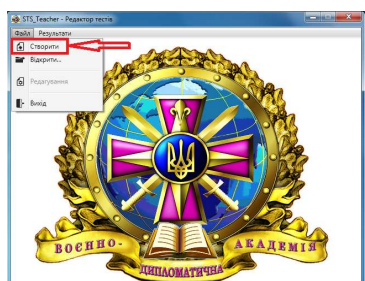 STS_Teacher - Редактор тестів
Файл Результати
Створити
Відкрити...
Редагування
Вихід
ВОЄННО-
ДИПЛОМАТИЧНА
АКАДЕМІЯ